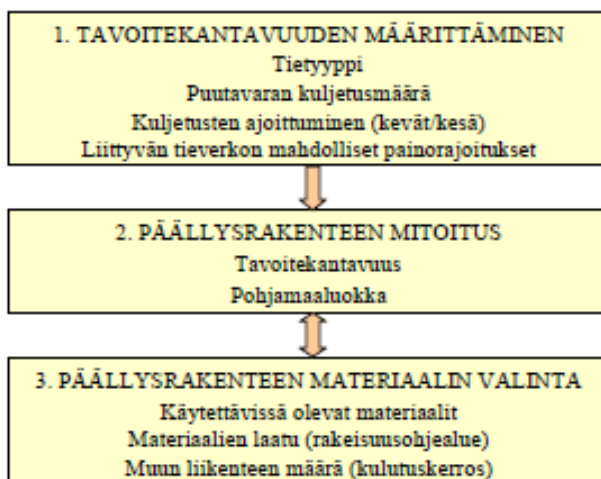 1. TAVOITEKANTAVUUDEN MÄÄRITTÄMINEN
Tietyyppi
Puutavaran kuljetusmäärä
Kuljetusten ajoittuminen (kevät/kesä)
Liittyvän tieverkon mahdolliset painorajoitukset
2. PÄÄLLYSRAKENTEEN MITOITUS
Tavoitekantavuus
Pohjamaaluokka
3. PÄÄLLYSRAKENTEEN MATERIAALIN VALINTA
Käytettävissä olevat materiaalit
Materiaalien laatu (rakeisuusohjealue)
Muun liikenteen määrä (kulutuskerros)